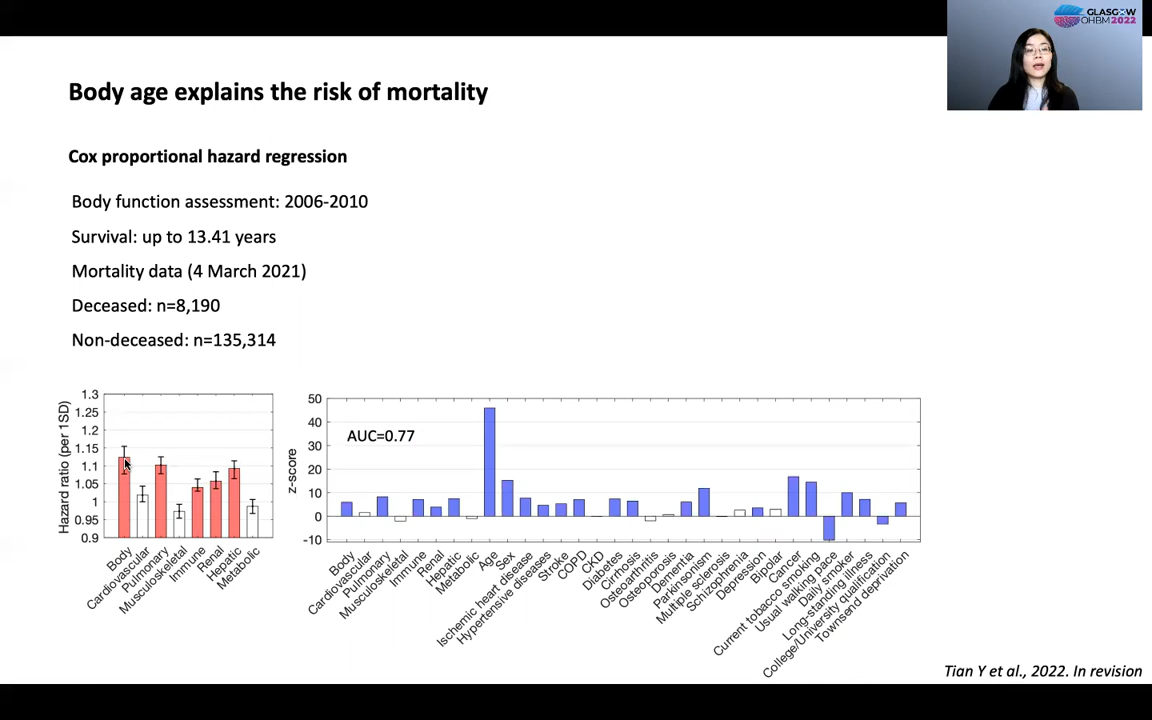 GLASGOW
OHBM2022
Body age explains the risk of mortality
Cox proportional hazard regression
Body function assessment: 2006-2010
Survival: up to 13.41 years
Mortality data (4 March 2021)
Deceased: n=8,190
Non-deceased: n=135,314
Hazard ratio (per 1SD)
1.3
1.25
1.2
1.15
1.1
1.05
1
0.95
0.9
Body
Cardiovascular
Pulmonary
Musculoskeletal
Immune
Renal
Hepatic
Metabolic
z-score
50
40
30
20
10
0
-10
AUC=0.77
Body
Cardiovascular
Pulmonary
Musculoskeletal
Immune
Renal
Hepatic
Metabolic
Age
Sex
Ischemic heart disease
Hypertensive diseases
Stroke
COPD
CKD
Diabetes
Cirrhosis
Osteoarthritis
Osteoporosis
Dementia
Parkinsonism
Multiple sclerosis
Schizophrenia
Depression
Bipolar
Cancer
Current tobacco smoking
Usual walking pace
Daily smoker
Long-standing illness
College/University qualification
Townsend deprivation
Tian Y et al., 2022. In revision